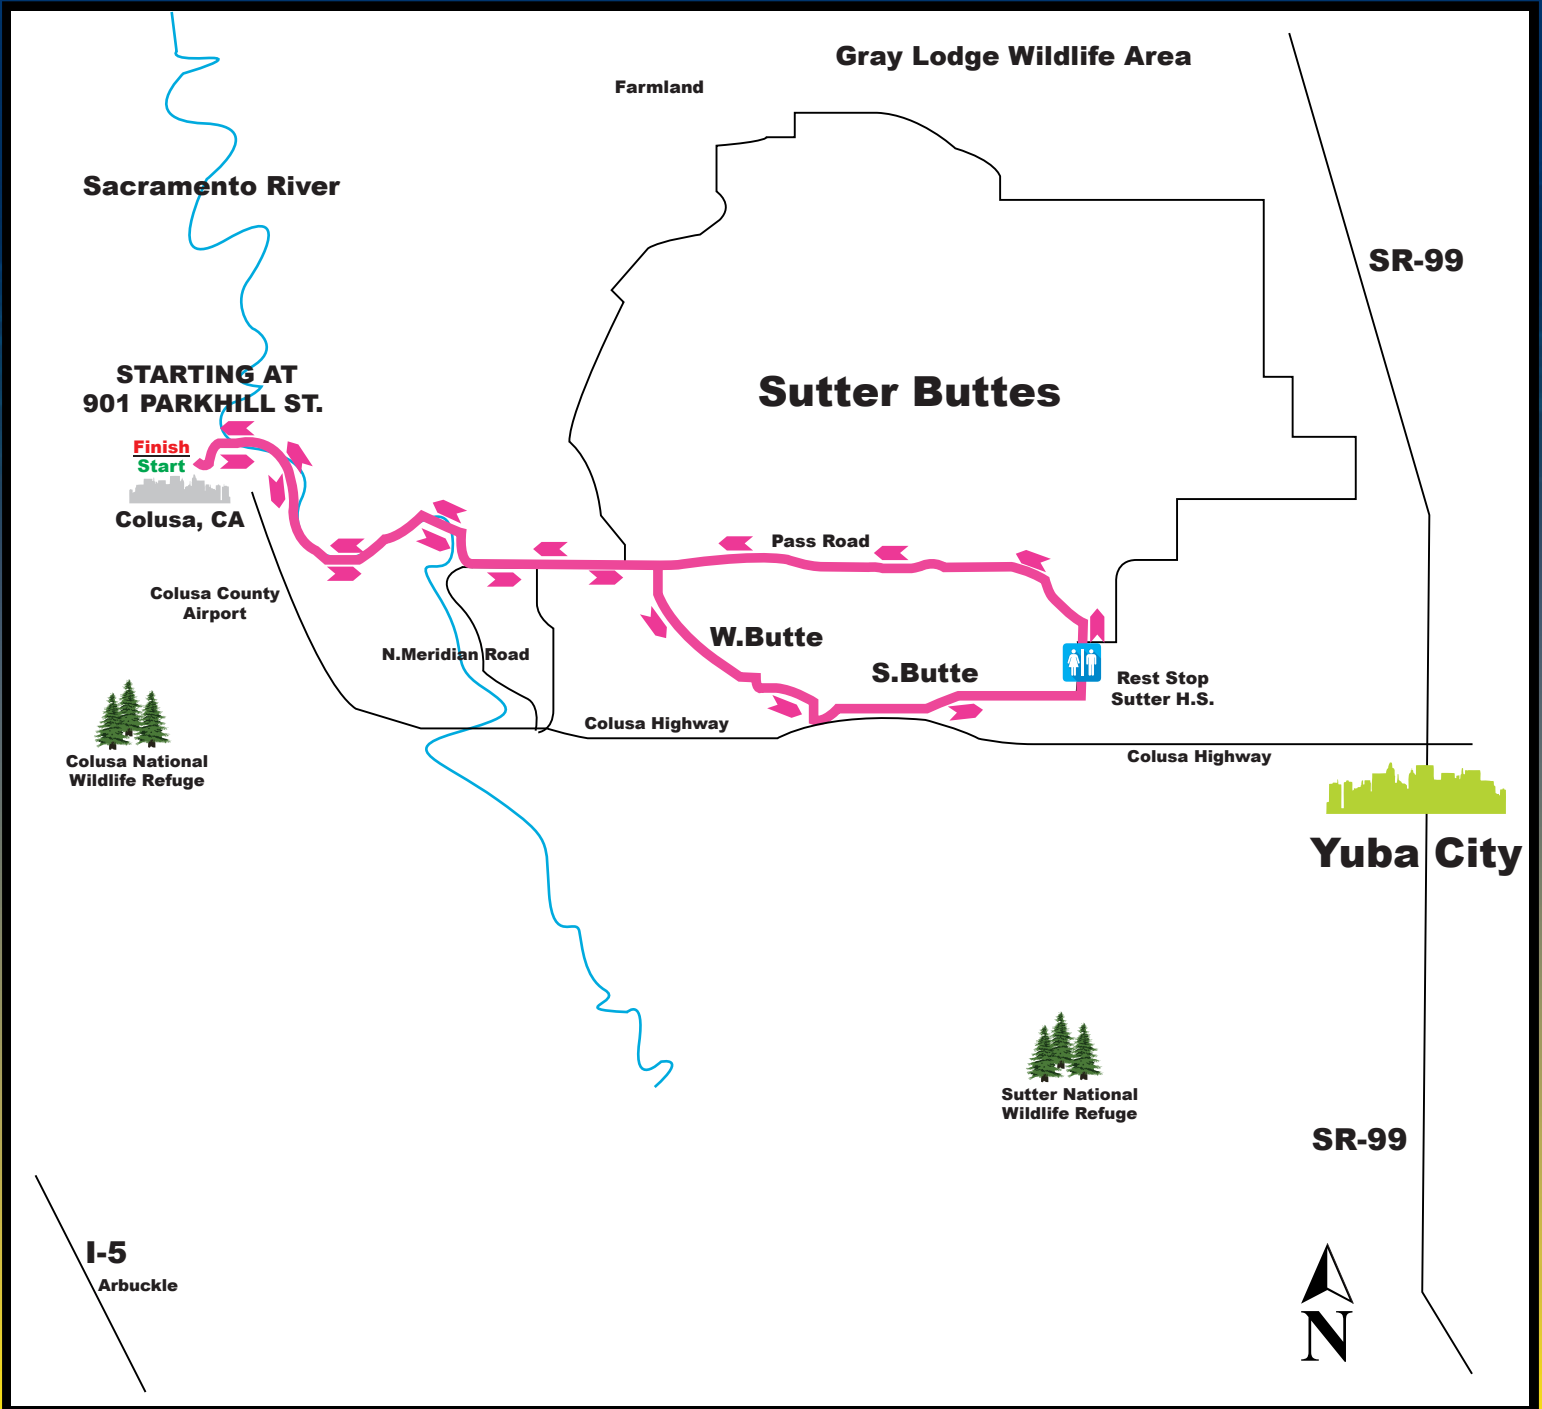 Gray Lodge Wildlife Area
Farmland
Sacramento River
SR-99
STARTING AT
901 PARKHILL ST.
Sutter Buttes
Finish
Start
Colusa, CA
Pass Road
Colusa County
Airport
W.Butte
N.Meridian Road
S.Butte
Rest Stop
Sutter H.S.
Colusa Highway
Colusa National
Wildlife Refuge
Colusa Highway
Yuba City
Sutter National
Wildlife Refuge
SR-99
I-5
Arbuckle
N